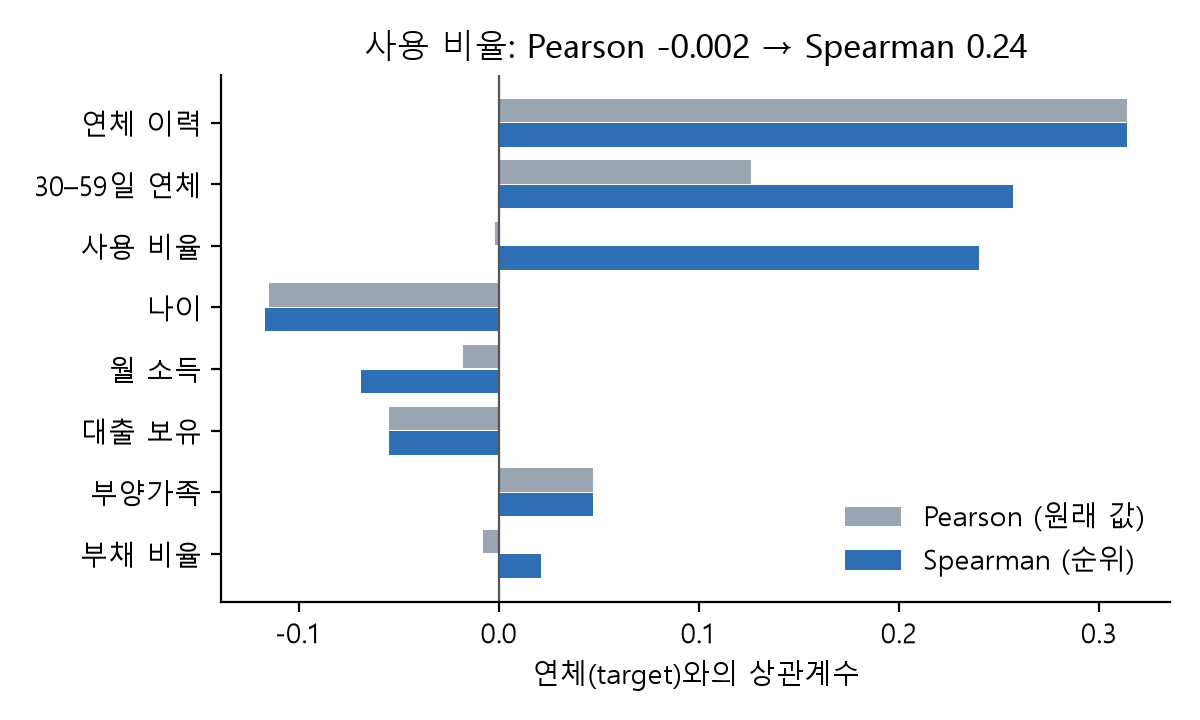 사용 비율: Pearson -0.002 → Spearman 0.24
연체 이력
30–59일 연체
사용 비율
나이
월 소득
대출 보유
부양가족
부채 비율
Pearson (원래 값)
Spearman (순위)
-0.1 0.0 0.1 0.2 0.3
연체(target)와의 상관계수